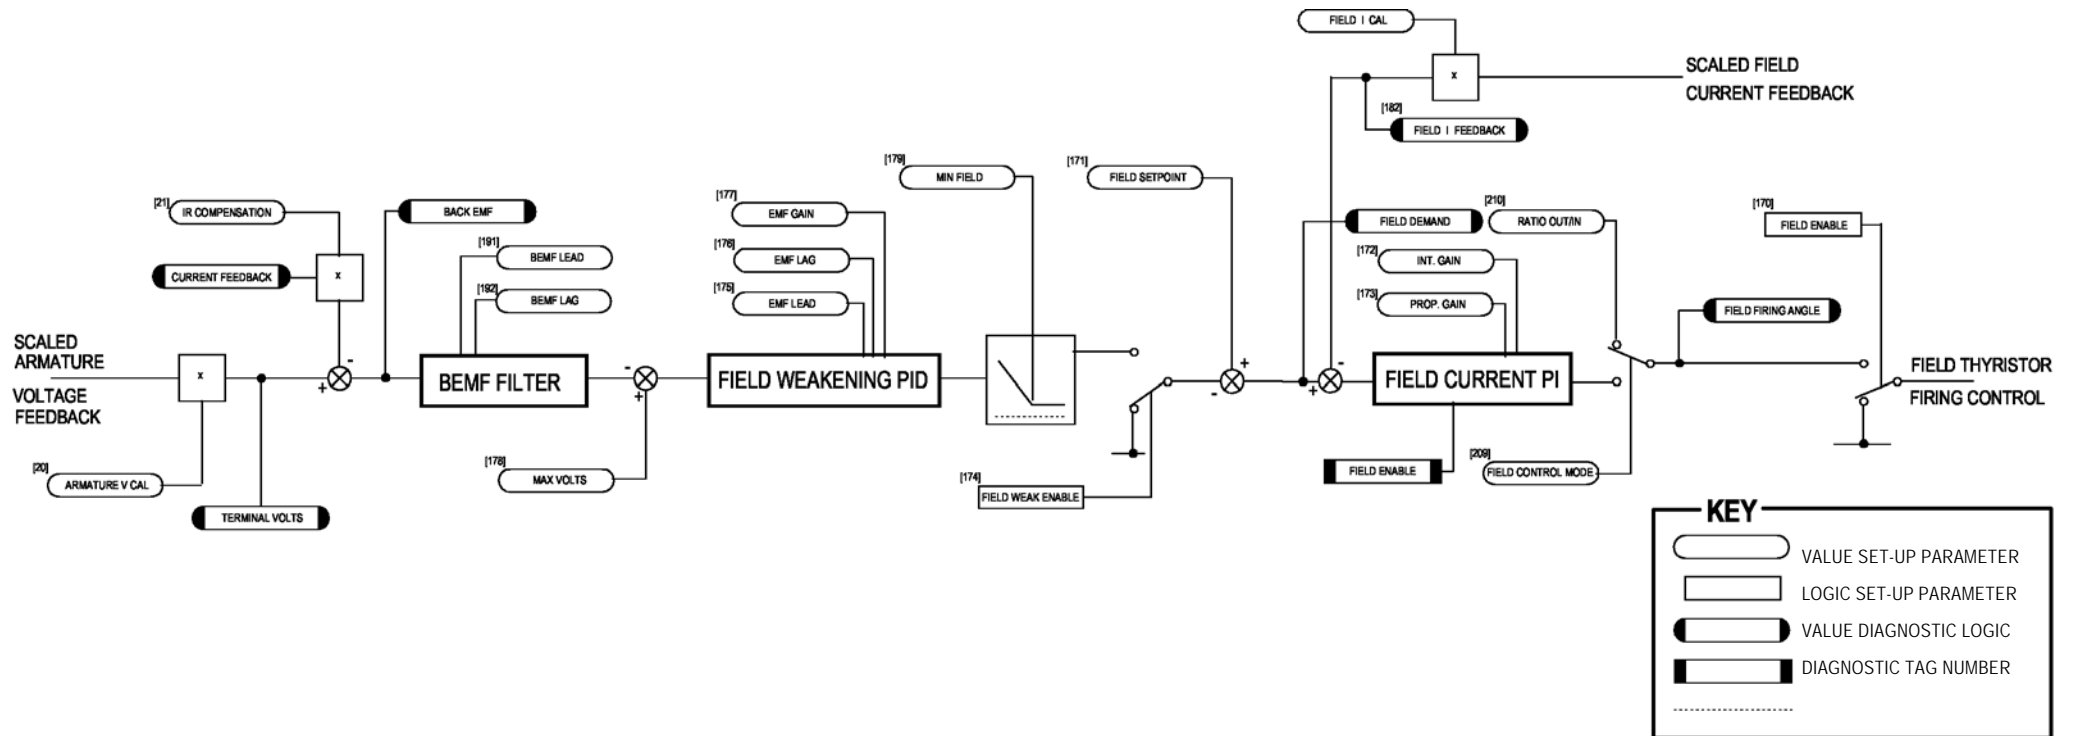 FIELD I CAL
x
SCALED FIELD
CURRENT FEEDBACK
[182]
FIELD I FEEDBACK
[179]
MIN FIELD
[171]
FIELD SETPOINT
[21]
IR COMPENSATION
BACK EMF
[177]
EMF GAIN
FIELD DEMAND
[210]
RATIO OUT/IN
[170]
FIELD ENABLE
[191]
BEMF LEAD
[176]
EMF LAG
[172]
INT. GAIN
CURRENT FEEDBACK
x
[192]
BEMF LAG
[175]
EMF LEAD
[173]
PROP. GAIN
FIELD FIRING ANGLE
SCALED
ARMATURE
VOLTAGE
FEEDBACK
x
-
+
BEMF FILTER
-
+
FIELD WEAKENING PID
+
-
-
+
FIELD CURRENT PI
FIELD THYRISTOR
FIRING CONTROL
[20]
ARMATURE V CAL
TERMINAL VOLTS
[178]
MAX VOLTS
[174]
FIELD WEAK ENABLE
FIELD ENABLE
[209]
FIELD CONTROL MODE
KEY
VALUE SET-UP PARAMETER
LOGIC SET-UP PARAMETER
VALUE DIAGNOSTIC LOGIC
DIAGNOSTIC TAG NUMBER